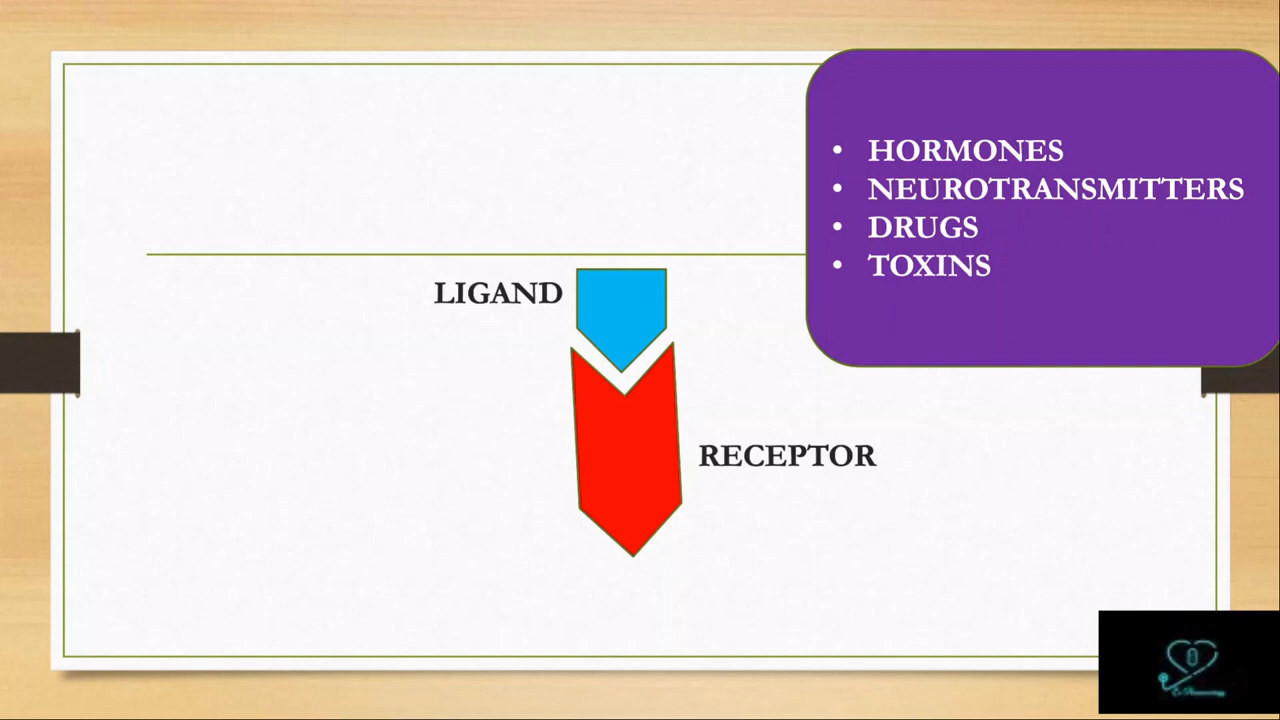 • HORMONES
• NEUROTRANSMITTERS
• DRUGS
• TOXINS
LIGAND
RECEPTOR